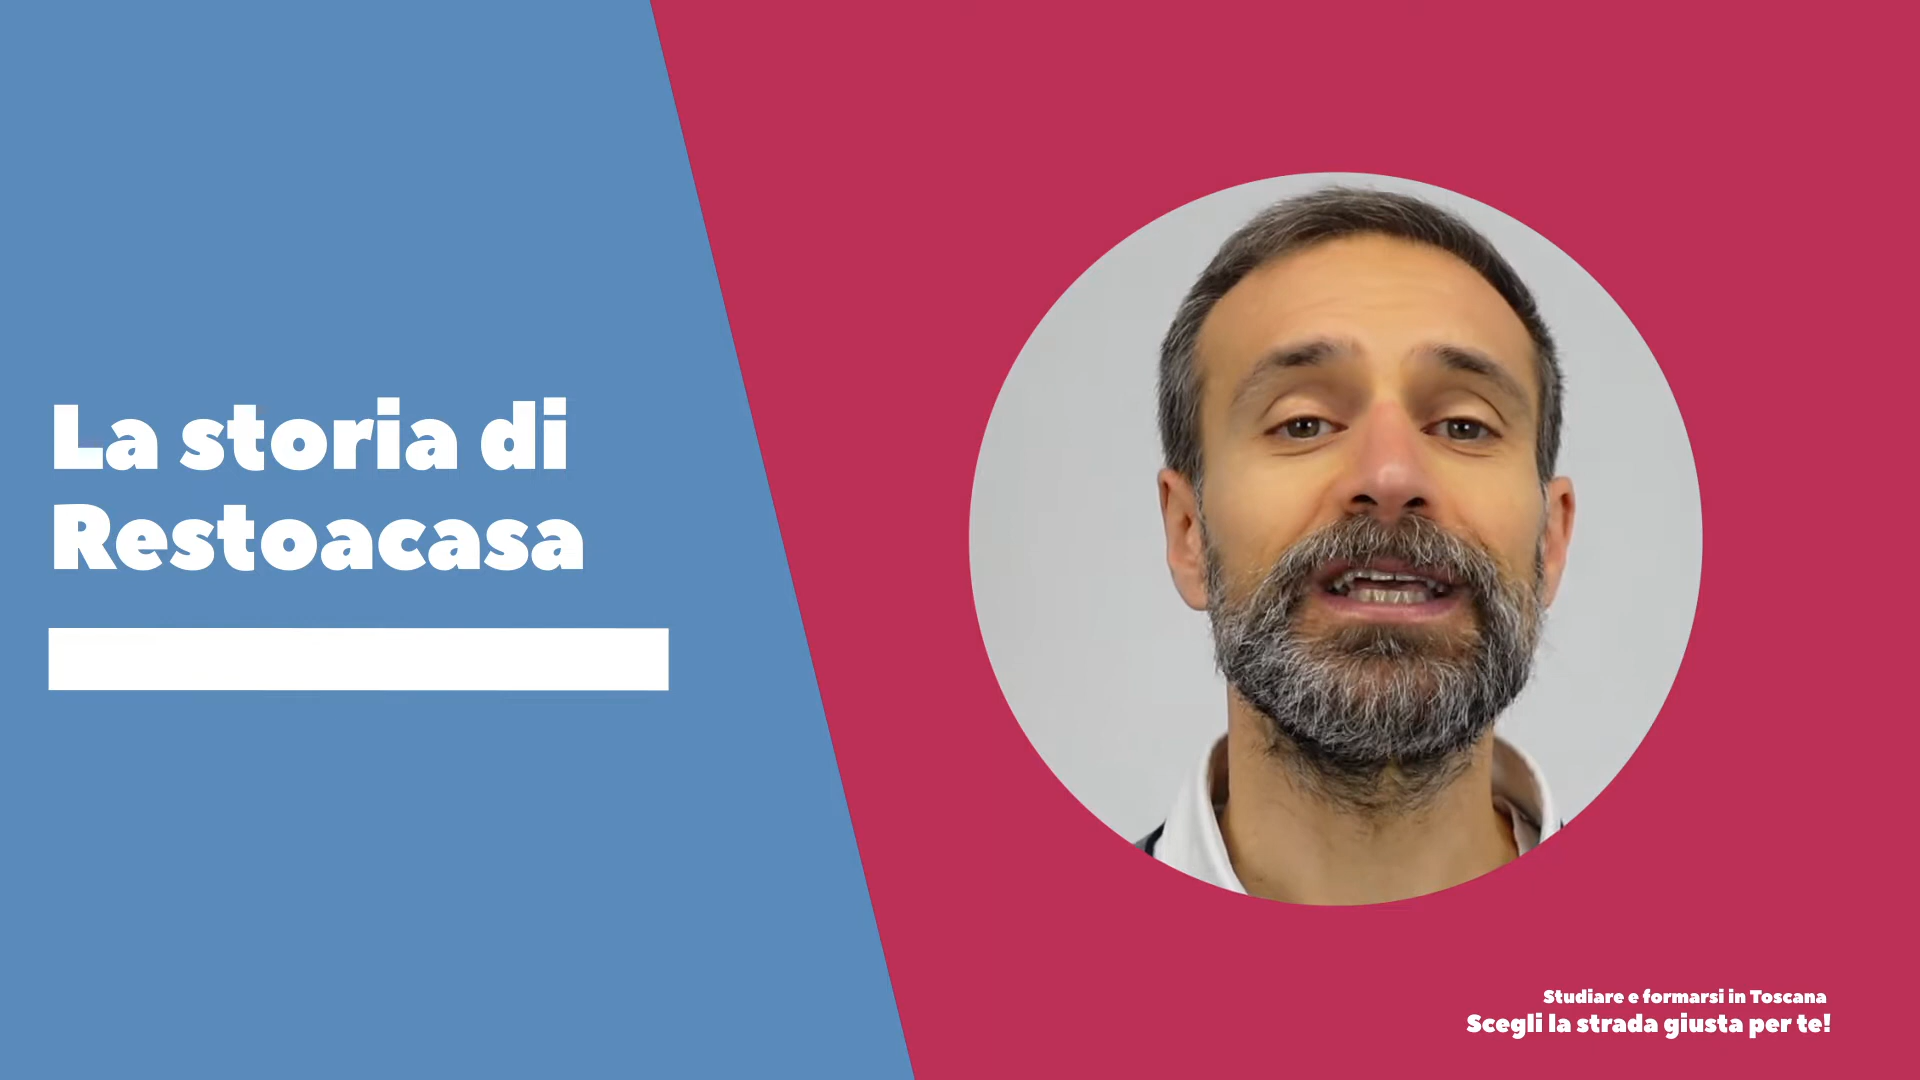 La storia di
Restoacasa
Studiare e formarsi in Toscana
Scegli la strada giusta per te!